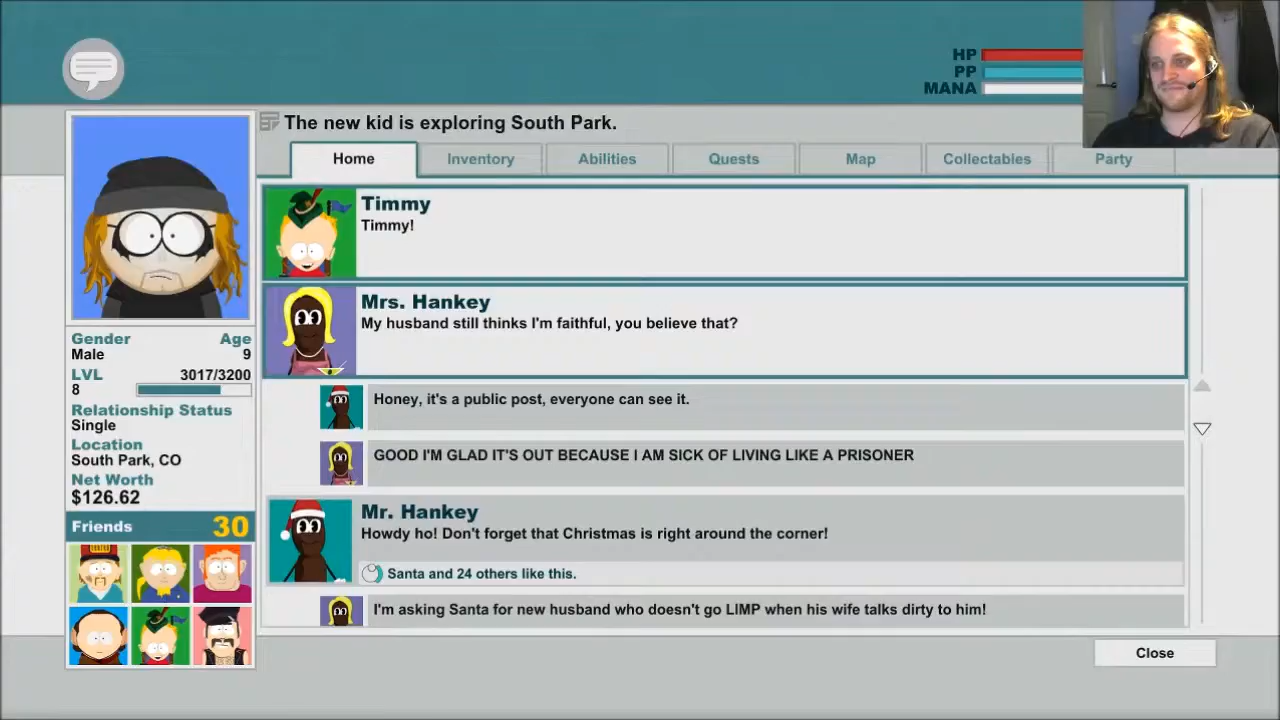 HP
PP
MANA
The new kid is exploring South Park.
Home
Inventory
Abilities
Quests
Map
Collectables
Party
Timmy
Timmy!
Mrs. Hankey
My husband still thinks I'm faithful, you believe that?
Honey, it's a public post, everyone can see it.
GOOD I'M GLAD IT'S OUT BECAUSE I AM SICK OF LIVING LIKE A PRISONER
Mr. Hankey
Howdy ho! Don't forget that Christmas is right around the corner!
Santa and 24 others like this.
I'm asking Santa for new husband who doesn't go LIMP when his wife talks dirty to him!
Gender Age
Male 9
LVL 3017/3200
8
Relationship Status
Single
Location
South Park, CO
Net Worth
$126.62
Friends 30
Close